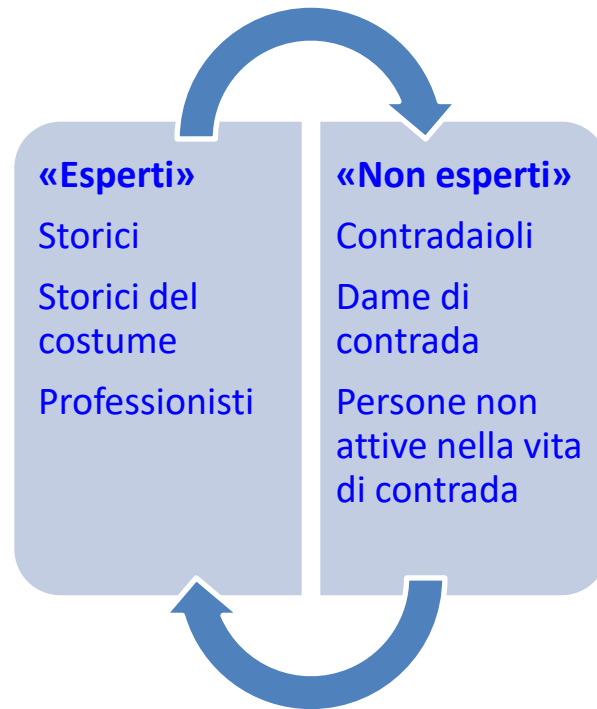 «Esperti»
Storici
Storici del
costume
Professionisti
«Non esperti»
Contradaioli
Dame di
contrada
Persone non
attive nella vita
di contrada